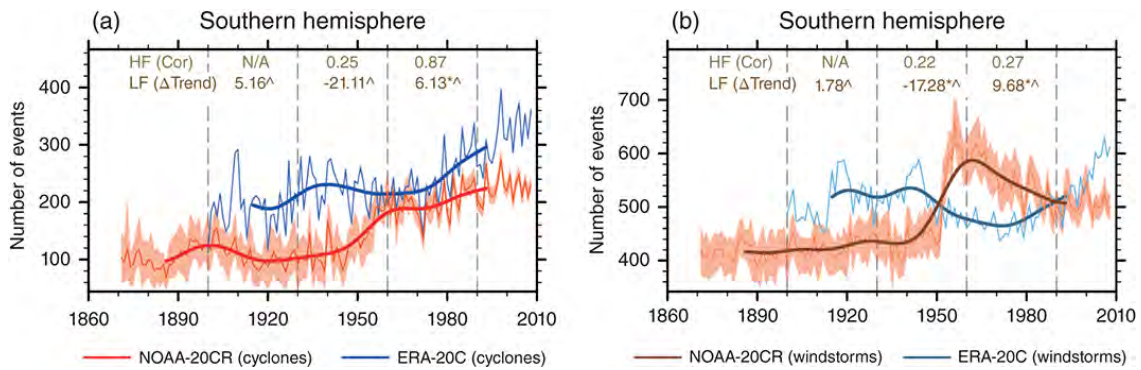 (a) Southern hemisphere
HF (Cor) N/A 0.25 0.87
LF (ΔTrend) 5.16^ -21.11^ 6.13*^
Number of events
400
300
200
100
1860 1890 1920 1950 1980 2010
NOAA-20CR (cyclones) ERA-20C (cyclones)
(b) Southern hemisphere
HF (Cor) N/A 0.22 0.27
LF (ΔTrend) 1.78^ -17.28*^ 9.68*^
Number of events
700
600
500
400
1860 1890 1920 1950 1980 2010
NOAA-20CR (windstorms) ERA-20C (windstorms)